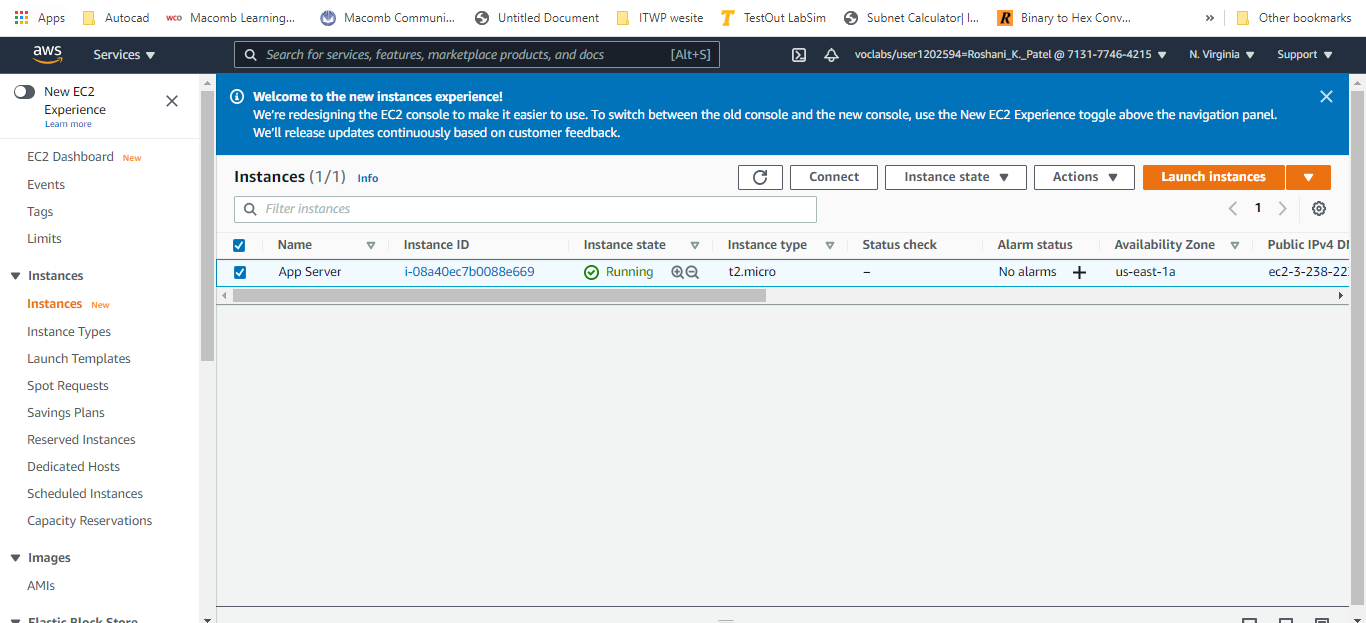 Apps Autocad Macomb Learning... Macomb Communi... Untitled Document ITWP wesite TestOut LabSim Subnet Calculator| I... Binary to Hex Conv... » Other bookmarks
aws Services Search for services, features, marketplace products, and docs [Alt+S] voclabs/user1202594=Roshani_K._Patel @ 7131-7746-4215 N. Virginia Support
New EC2
Experience
Learn more
EC2 Dashboard New
Events
Tags
Limits
Instances
Instances New
Instance Types
Launch Templates
Spot Requests
Savings Plans
Reserved Instances
Dedicated Hosts
Scheduled Instances
Capacity Reservations
Images
AMIs
Elastic Block Store
Welcome to the new instances experience!
We're redesigning the EC2 console to make it easier to use. To switch between the old console and the new console, use the New EC2 Experience toggle above the navigation panel.
We'll release updates continuously based on customer feedback.
Instances (1/1) Info Connect Instance state Actions Launch instances
Filter instances 1
Name Instance ID Instance state Instance type Status check Alarm status Availability Zone Public IPv4
App Server i-08a40ec7b0088e669 Running t2.micro – No alarms + us-east-1a ec2-3-238-22